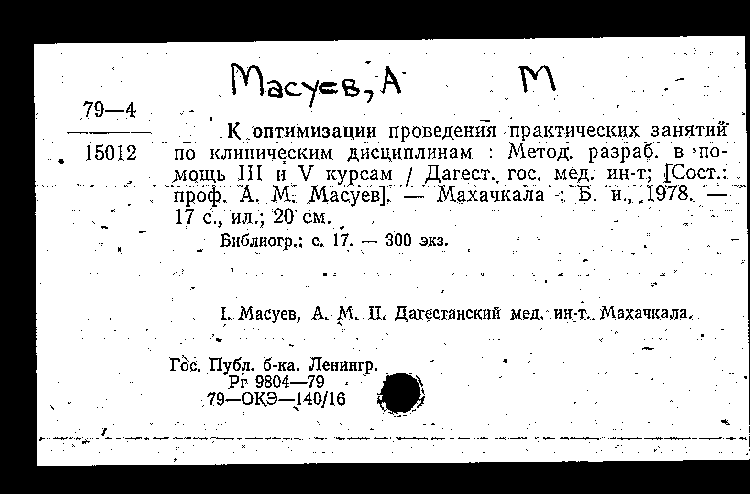 Масуев, А М
79—4
15012
К оптимизации проведения практических занятий
по клиническим дисциплинам : Метод. разраб. в по-
мощь III и V курсам / Дагест. гос. мед. ин-т; [Сост.:
проф. А. М. Масуев]. — Махачкала : Б. и., 1978. —
17 с., ил.; 20 см.
Библиогр.: с. 17. — 300 экз.
I. Масуев, А. М. II. Дагестанский мед. ин-т. Махачкала.
Гос. Публ. б-ка. Ленингр.
Рг 9804—79
79—ОКЭ—140/16